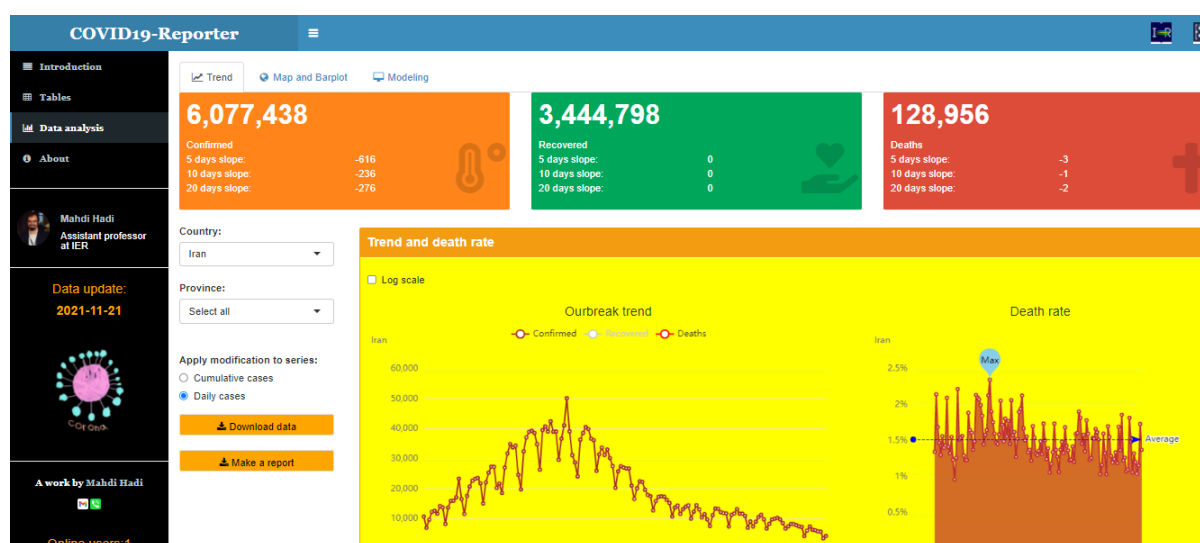 COVID19-Reporter
Introduction
Tables
Data analysis
About
Mahdi Hadi
Assistant professor
at IER
Data update:
2021-11-21
corona
A work by Mahdi Hadi
Online users:1
Trend
Map and Barplot
Modeling
6,077,438
Confirmed
5 days slope: -616
10 days slope: -236
20 days slope: -276
3,444,798
Recovered
5 days slope: 0
10 days slope: 0
20 days slope: 0
128,956
Deaths
5 days slope: -3
10 days slope: -1
20 days slope: -2
Country:
Iran
Province:
Select all
Apply modification to series:
Cumulative cases
Daily cases
Download data
Make a report
Trend and death rate
Log scale
Ourbreak trend
Confirmed Recovered Deaths
Iran
60,000
50,000
40,000
30,000
20,000
10,000
Death rate
Iran
Max
2.5%
2%
1.5%
Average
1%
0.5%